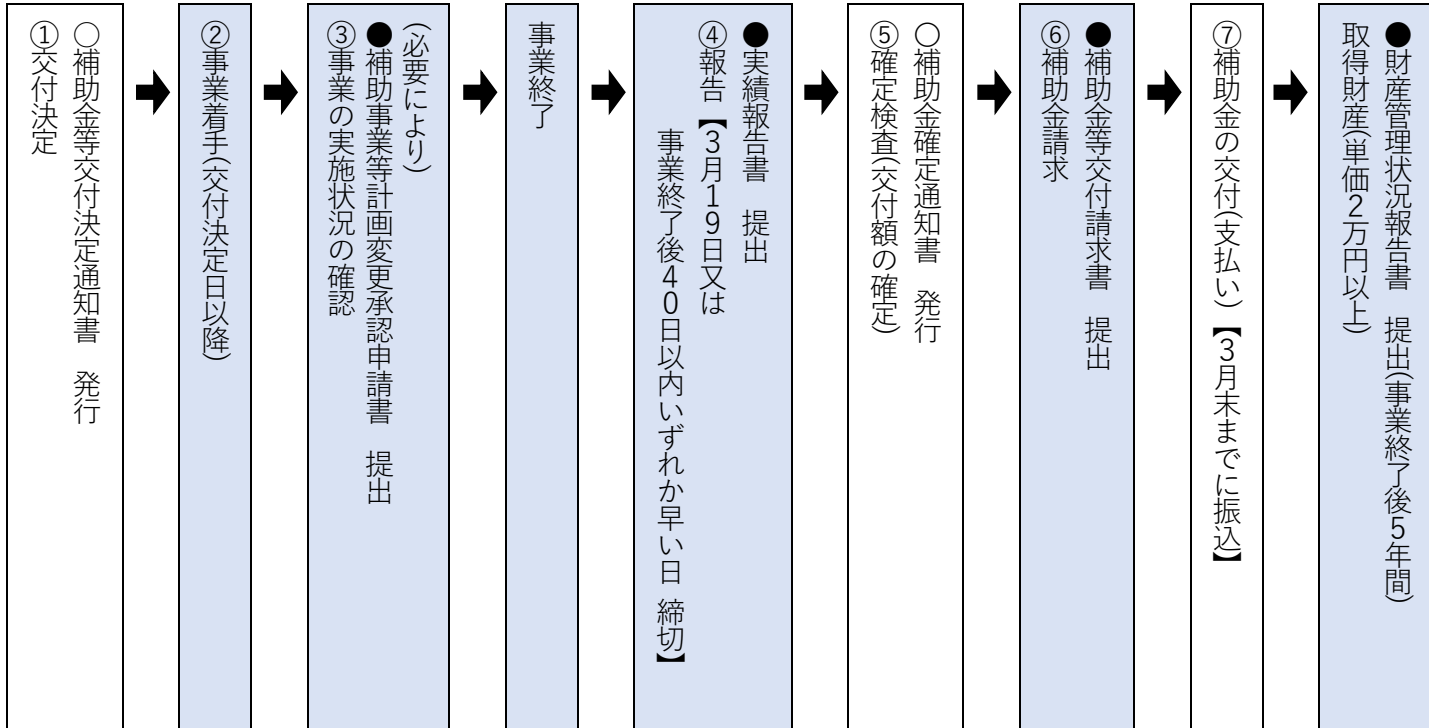 ○補助金等交付決定通知書　発行
①交付決定
②事業着手(交付決定日以降)
(必要により)
●補助事業等計画変更承認申請書　提出
③事業の実施状況の確認
事業終了
●実績報告書　提出
④報告【3月19日又は
事業終了後40日以内いずれか早い日 締切】
○補助金確定通知書　発行
⑤確定検査(交付額の確定)
●補助金等交付請求書　提出
⑥補助金請求
⑦補助金の交付(支払い)【3月末までに振込】
●財産管理状況報告書　提出(事業終了後5年間)
取得財産(単価2万円以上)